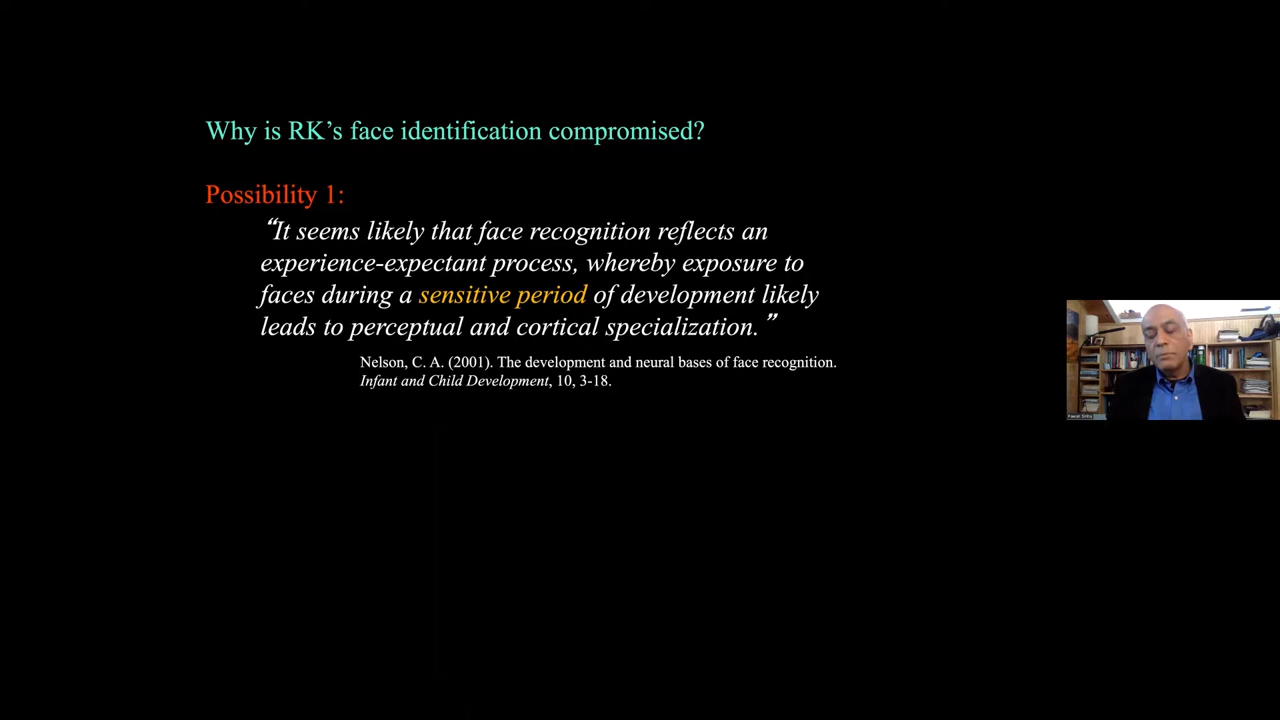 Why is RK’s face identification compromised?
Possibility 1:
“It seems likely that face recognition reflects an
experience-expectant process, whereby exposure to
faces during a sensitive period of development likely
leads to perceptual and cortical specialization.”
Nelson, C. A. (2001). The development and neural bases of face recognition.
Infant and Child Development, 10, 3-18.